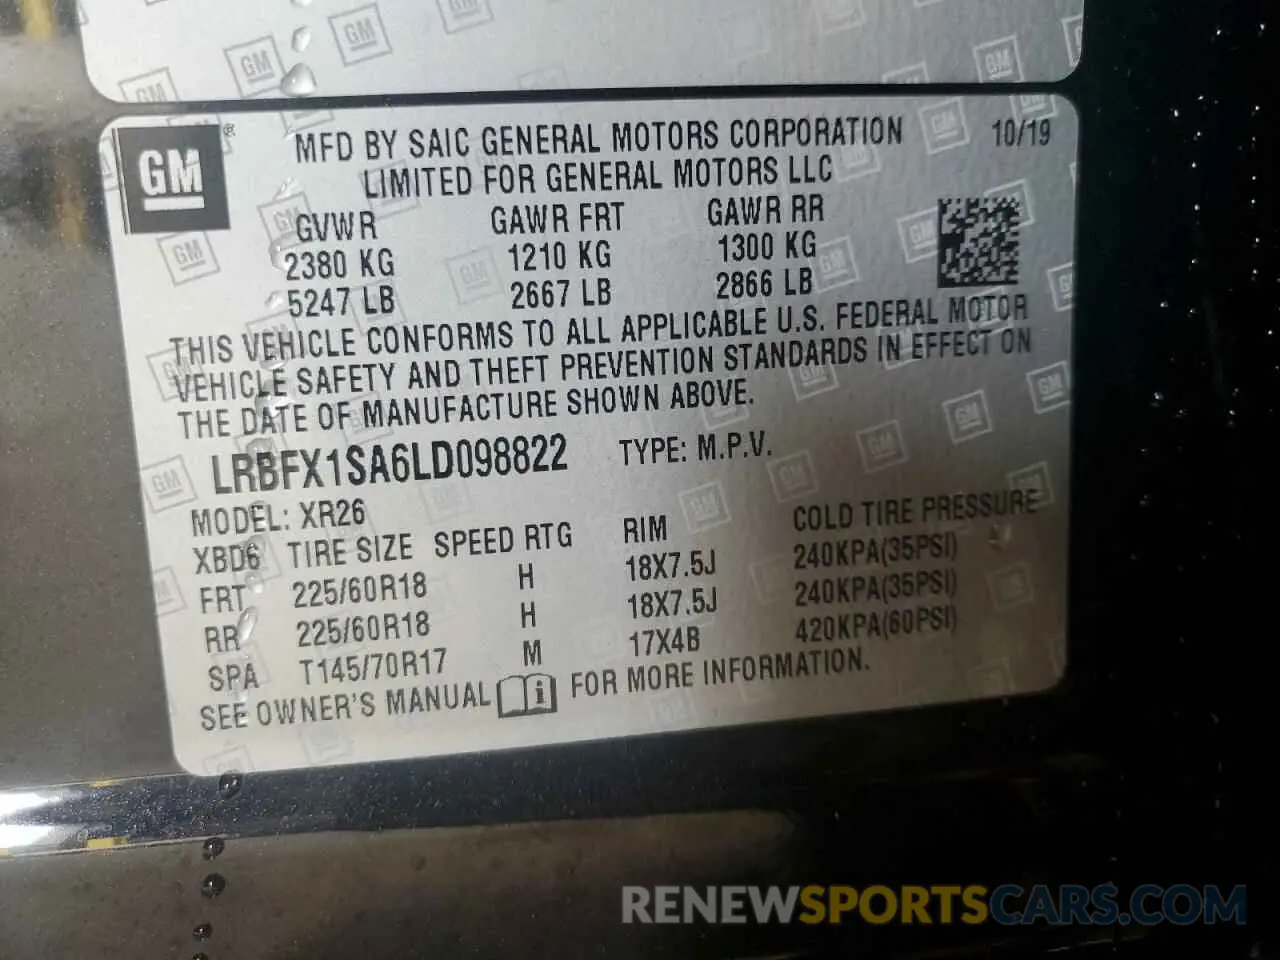 GM ®
MFD BY SAIC GENERAL MOTORS CORPORATION 10/19
LIMITED FOR GENERAL MOTORS LLC
GVWR GAWR FRT GAWR RR
2380 KG 1210 KG 1300 KG
5247 LB 2667 LB 2866 LB
THIS VEHICLE CONFORMS TO ALL APPLICABLE U.S. FEDERAL MOTOR
VEHICLE SAFETY AND THEFT PREVENTION STANDARDS IN EFFECT ON
THE DATE OF MANUFACTURE SHOWN ABOVE.
LRBFX1SA6LD098822 TYPE: M.P.V.
MODEL: XR26
XBD6 TIRE SIZE SPEED RTG RIM COLD TIRE PRESSURE
FRT 225/60R18 H 18X7.5J 240KPA(35PSI)
RR 225/60R18 H 18X7.5J 240KPA(35PSI)
SPA T145/70R17 M 17X4B 420KPA(60PSI)
SEE OWNER'S MANUAL i FOR MORE INFORMATION.
RENEWSPORTSCARS.COM